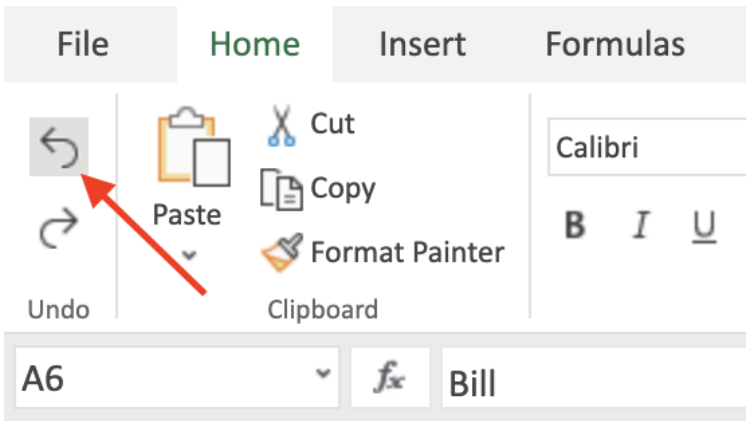 File Home Insert Formulas
Cut
Calibri
Copy
Paste
B I U
Format Painter
Undo Clipboard
A6 fx Bill